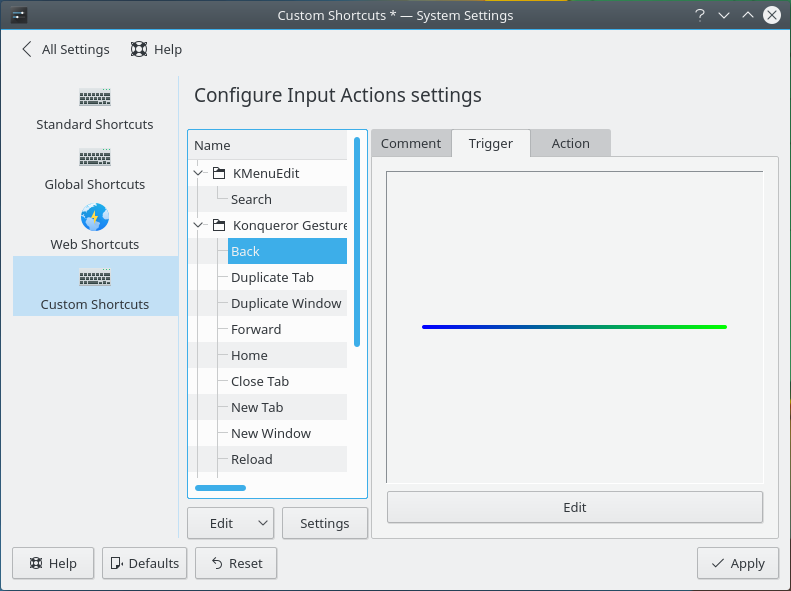 Custom Shortcuts * — System Settings
All Settings
Help
Standard Shortcuts
Global Shortcuts
Web Shortcuts
Custom Shortcuts
Configure Input Actions settings
Name
KMenuEdit
Search
Konqueror Gesture
Back
Duplicate Tab
Duplicate Window
Forward
Home
Close Tab
New Tab
New Window
Reload
Edit
Settings
Comment
Trigger
Action
Edit
Help
Defaults
Reset
Apply